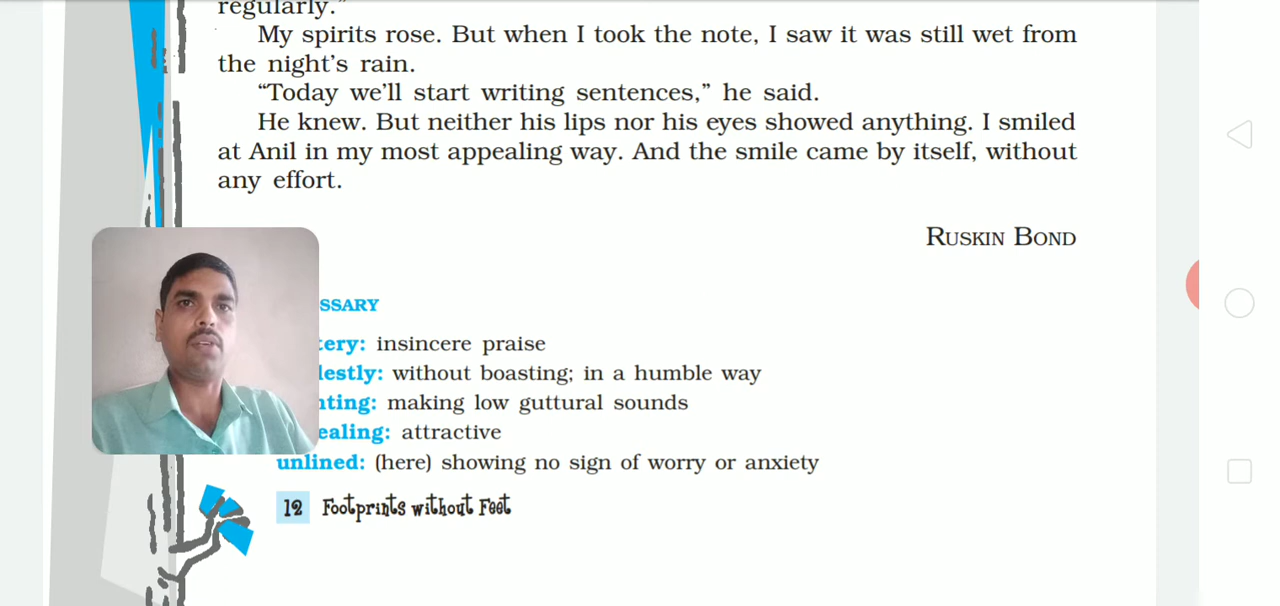 regularly.”
My spirits rose. But when I took the note, I saw it was still wet from
the night’s rain.
“Today we’ll start writing sentences,” he said.
He knew. But neither his lips nor his eyes showed anything. I smiled
at Anil in my most appealing way. And the smile came by itself, without
any effort.
RUSKIN BOND
SSARY
tery: insincere praise
lestly: without boasting; in a humble way
nting: making low guttural sounds
ealing: attractive
unlined: (here) showing no sign of worry or anxiety
12 Footprints without Feet